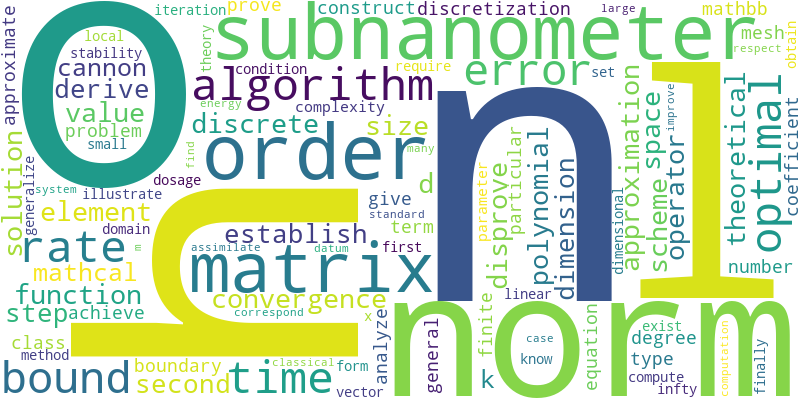 O
h
n
l
norm
subnanometer
order
matrix
algorithm
error
optimal
rate
bound
time
approximate
iteration
construct
discretization
prove
large
mathbb
local
stability
theory
condition
require
set
mesh
respect
obtain
cannon
derive
value
problem
small
energy
complexity
discrete
size
find
many
system
dosage
illustrate
generalize
solution
element
domain
give
standard
d
term
establish
assimilate
datum
first
function
mathcal
m
correspond
x
convergence
step
achieve
class
method
boundary
second
classical
form
vector
analyze
general
k
finite
linear
parameter
disprove
particular
polynomial
dimension
equation
case
know
dimensional
approximation
scheme
space
operator
improve
theoretical
coefficient
number
exist
degree
type
compute
infty
computation
finally